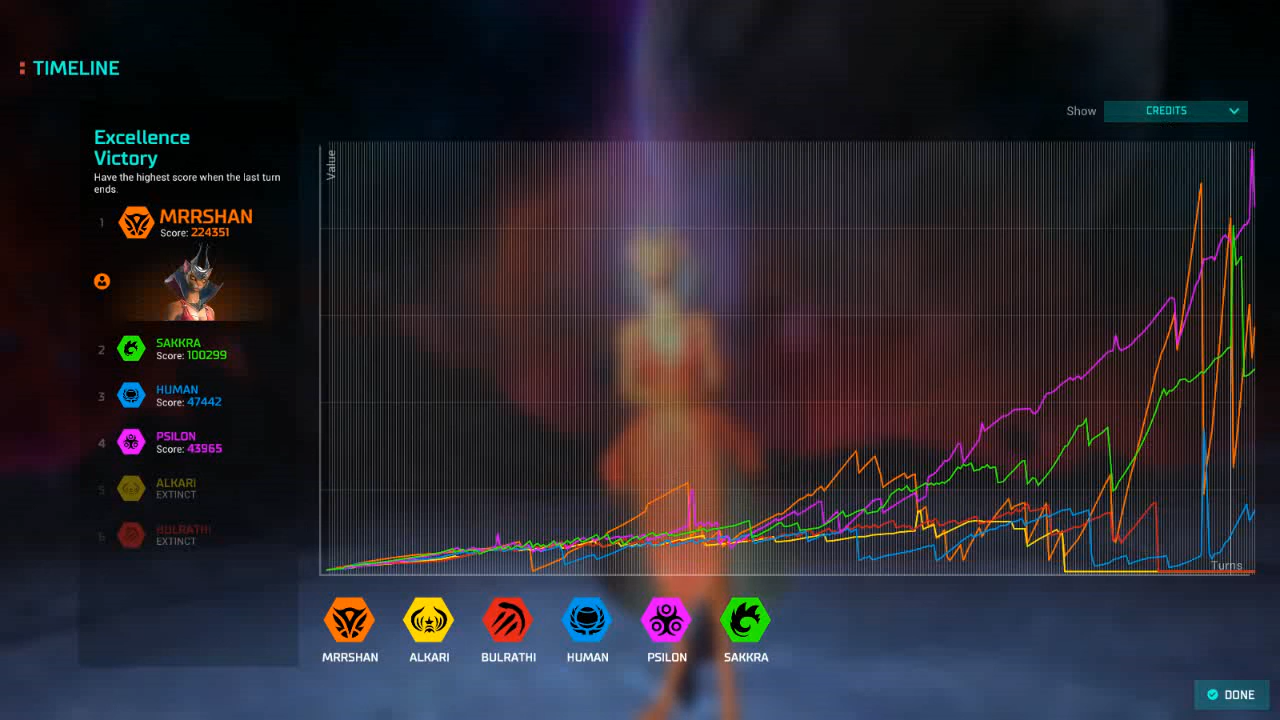 TIMELINE
Show CREDITS
Excellence
Victory
Have the highest score when the last turn
ends.
1 MRRSHAN
Score: 224351
2 SAKKRA
Score: 100299
3 HUMAN
Score: 47442
4 PSILON
Score: 43965
5 ALKARI
EXTINCT
6 BULRATHI
EXTINCT
Value
Turns
MRRSHAN ALKARI BULRATHI HUMAN PSILON SAKKRA
DONE